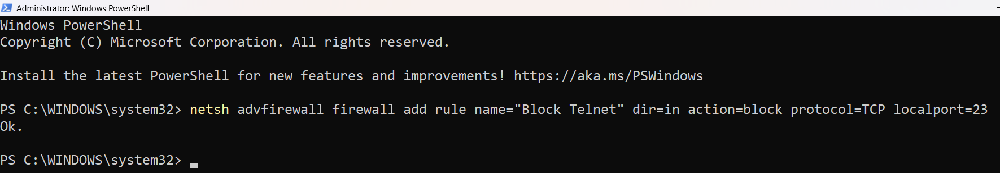 Administrator: Windows PowerShell
Windows PowerShell
Copyright (C) Microsoft Corporation. All rights reserved.
Install the latest PowerShell for new features and improvements! https://aka.ms/PSWindows
PS C:\WINDOWS\system32> netsh advfirewall firewall add rule name="Block Telnet" dir=in action=block protocol=TCP localport=23
Ok.
PS C:\WINDOWS\system32>